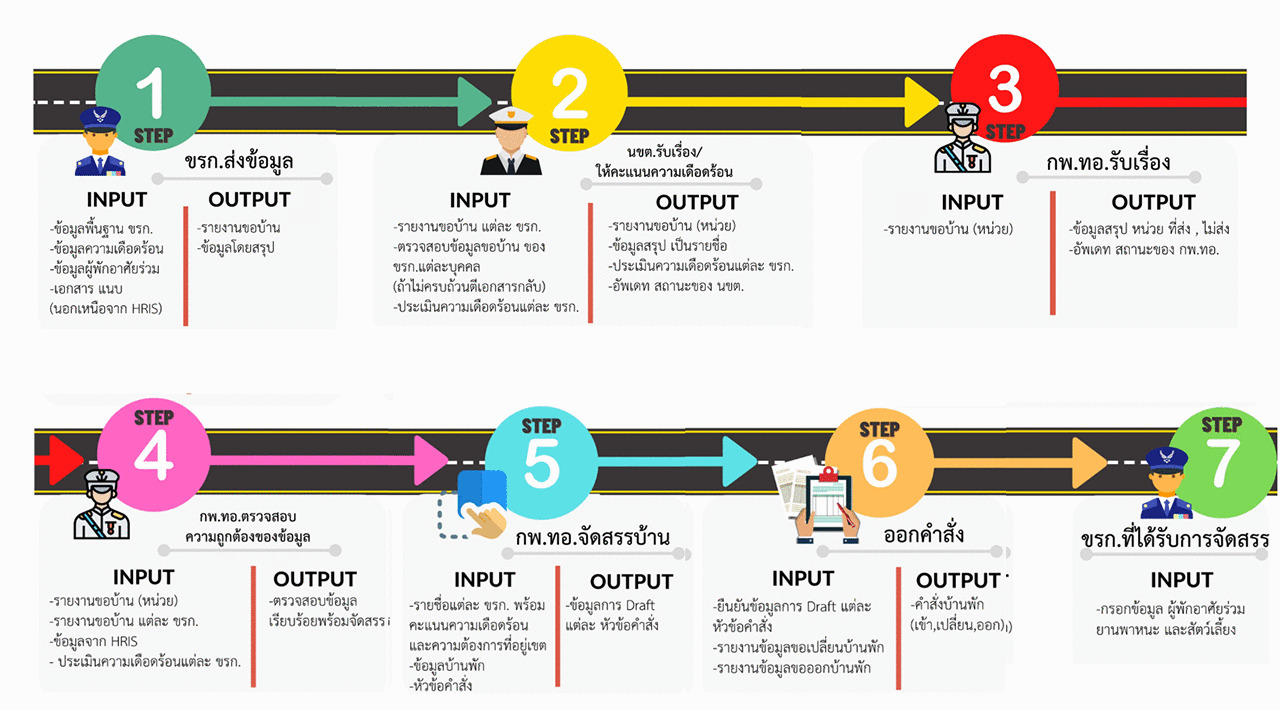 1
STEP
ขรก.ส่งข้อมูล
INPUT
-ข้อมูลพื้นฐาน ขรก.
-ข้อมูลความเดือดร้อน
-ข้อมูลผู้พักอาศัยร่วม
-เอกสาร แนบ
(นอกเหนือจาก HRIS)
OUTPUT
-รายงานขอบ้าน
-ข้อมูลโดยสรุป
2
STEP
นขต.รับเรื่อง/
ให้คะแนนความเดือดร้อน
INPUT
-รายงานขอบ้าน แต่ละ ขรก.
-ตรวจสอบข้อมูลขอบ้าน ของ
ขรก.แต่ละบุคคล
(ถ้าไม่ครบถ้วนตีเอกสารกลับ)
-ประเมินความเดือดร้อนแต่ละ ขรก.
OUTPUT
-รายงานขอบ้าน (หน่วย)
-ข้อมูลสรุป เป็นรายชื่อ
-ประเมินความเดือดร้อนแต่ละ ขรก.
-อัพเดท สถานะของ นขต.
3
STEP
กพ.ทอ.รับเรื่อง
INPUT
-รายงานขอบ้าน (หน่วย)
OUTPUT
-ข้อมูลสรุป หน่วย ที่ส่ง , ไม่ส่ง
-อัพเดท สถานะของ กพ.ทอ.
STEP
4
กพ.ทอ.ตรวจสอบ
ความถูกต้องของข้อมูล
INPUT
-รายงานขอบ้าน (หน่วย)
-รายงานขอบ้าน แต่ละ ขรก.
-ข้อมูลจาก HRIS
- ประเมินความเดือดร้อนแต่ละ ขรก.
OUTPUT
-ตรวจสอบข้อมูล
เรียบร้อยพร้อมจัดสรร
STEP
5
กพ.ทอ.จัดสรรบ้าน
INPUT
-รายชื่อแต่ละ ขรก. พร้อม
คะแนนความเดือดร้อน
และความต้องการที่อยู่เขต
-ข้อมูลบ้านพัก
-หัวข้อคำสั่ง
OUTPUT
-ข้อมูลการ Draft
แต่ละ หัวข้อคำสั่ง
STEP
6
ออกคำสั่ง
INPUT
-ยืนยันข้อมูลการ Draft แต่ละ
หัวข้อคำสั่ง
-รายงานข้อมูลขอเปลี่ยนบ้านพัก
-รายงานข้อมูลขอออกบ้านพัก
OUTPUT
-คำสั่งบ้านพัก
(เข้า,เปลี่ยน,ออก)
STEP
7
ขรก.ที่ได้รับการจัดสรร
INPUT
-กรอกข้อมูล ผู้พักอาศัยร่วม
ยานพาหนะ และสัตว์เลี้ยง